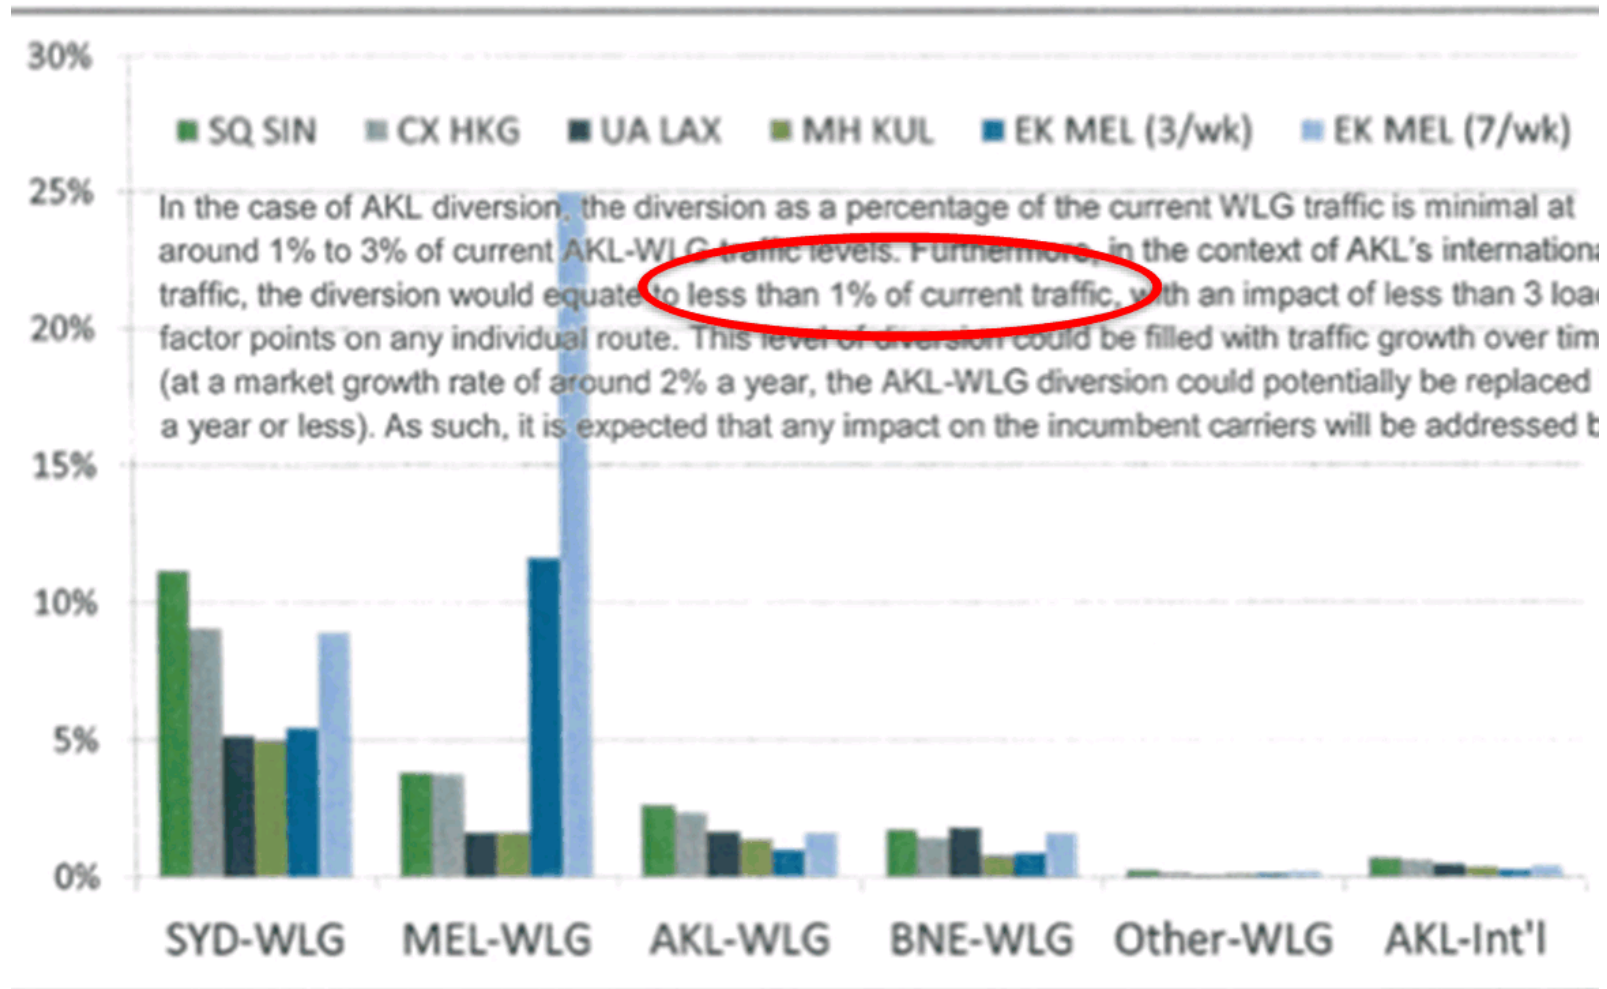 30%
SQ SIN CX HKG UA LAX MH KUL EK MEL (3/wk) EK MEL (7/wk)
25%
In the case of AKL diversion, the diversion as a percentage of the current WLG traffic is minimal at
around 1% to 3% of current AKL-WLG traffic levels. Furthermore, in the context of AKL's internationa
traffic, the diversion would equate to less than 1% of current traffic, with an impact of less than 3 loa
20%
factor points on any individual route. This level of diversion could be filled with traffic growth over tim
(at a market growth rate of around 2% a year, the AKL-WLG diversion could potentially be replaced
a year or less). As such, it is expected that any impact on the incumbent carriers will be addressed b
15%
10%
5%
0%
SYD-WLG MEL-WLG AKL-WLG BNE-WLG Other-WLG AKL-Int'l